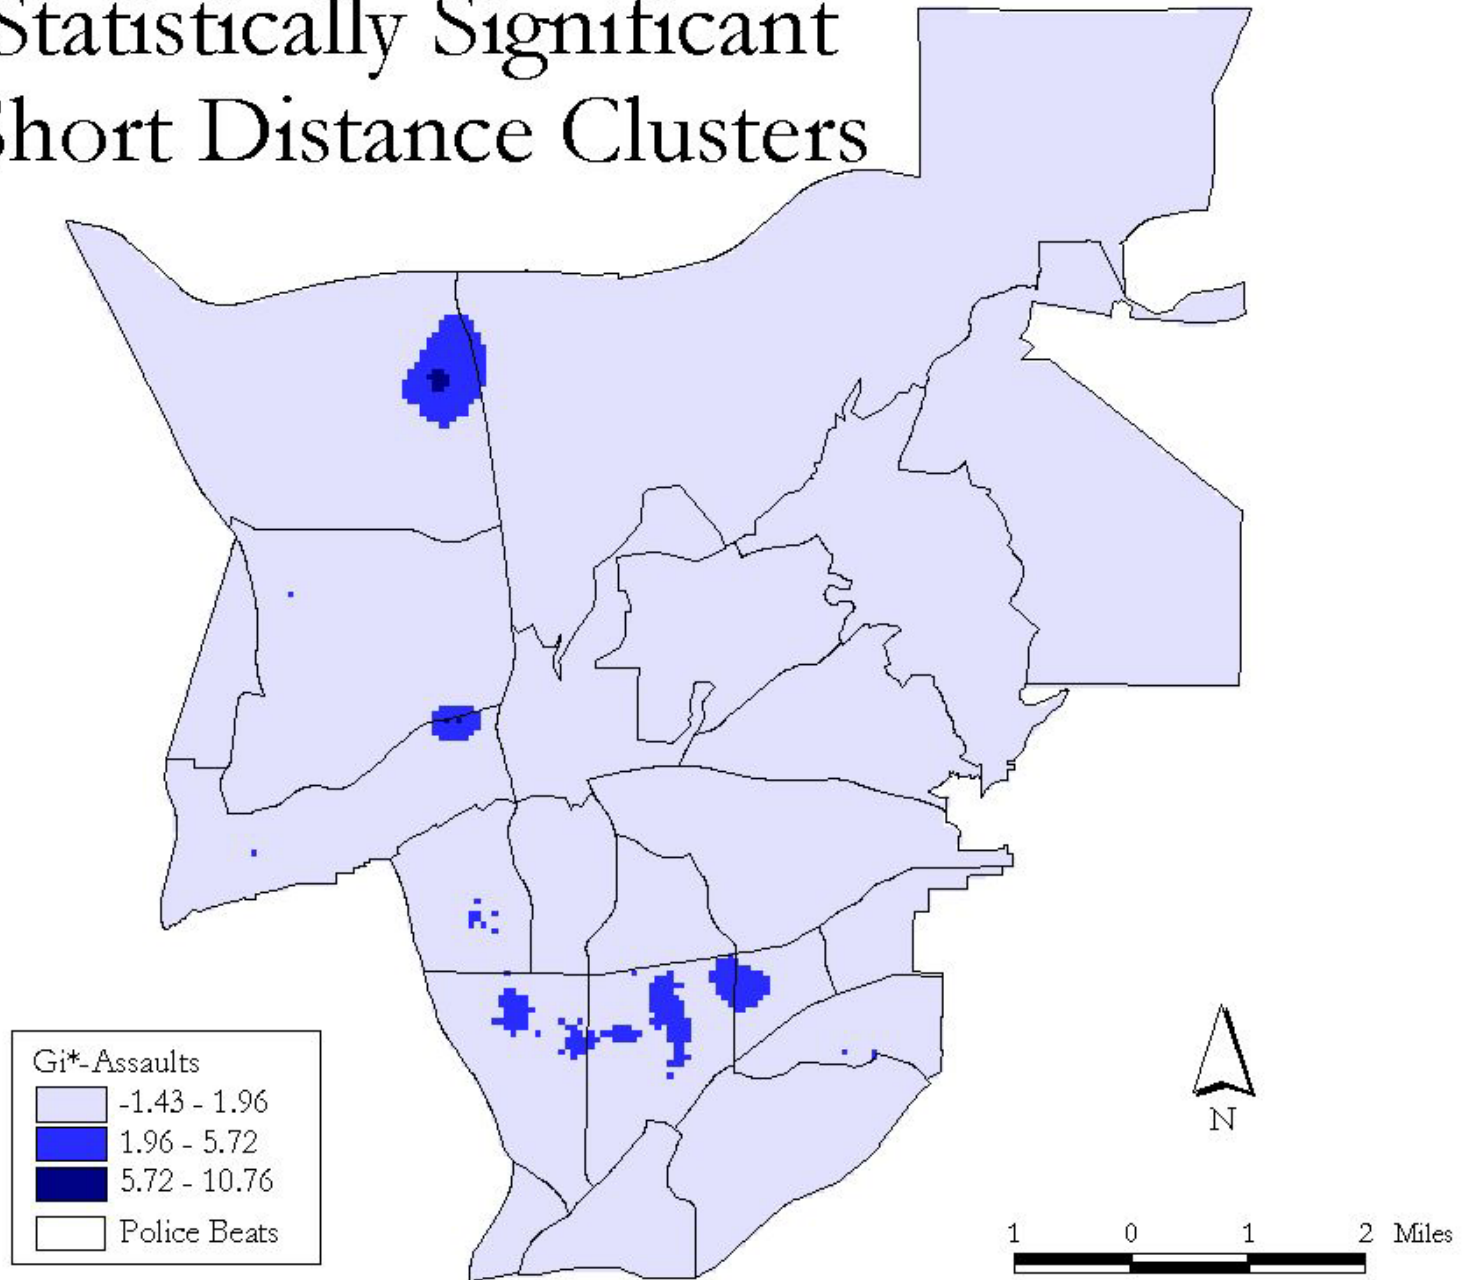 Statistically Significant
Short Distance Clusters
Gi*-Assaults
-1.43 - 1.96
1.96 - 5.72
5.72 - 10.76
Police Beats
N
1 0 1 2 Miles